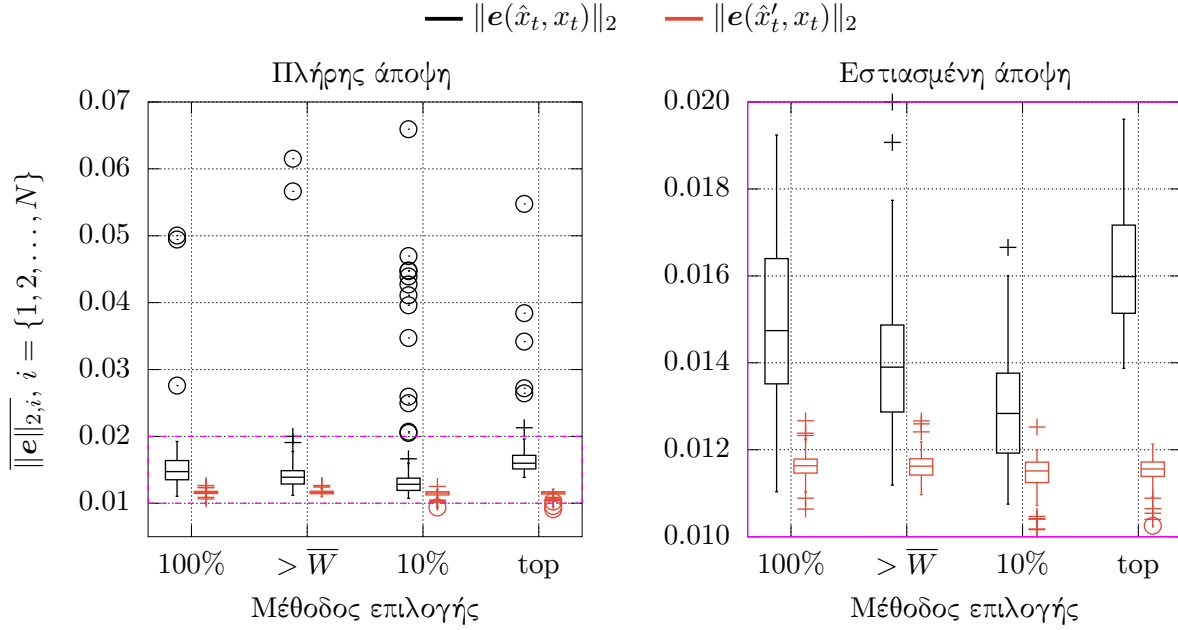 ‖e(x̂_t, x_t)‖₂ ‖e(x̂′_t, x_t)‖₂
Πλήρης άποψη
0.07
0.06
0.05
0.04
0.03
0.02
0.01
‖e‖₂,ᵢ, i = {1, 2, . . . , N}
100% > W̅ 10% top
Μέθοδος επιλογής
Εστιασμένη άποψη
0.020
0.018
0.016
0.014
0.012
0.010
100% > W̅ 10% top
Μέθοδος επιλογής